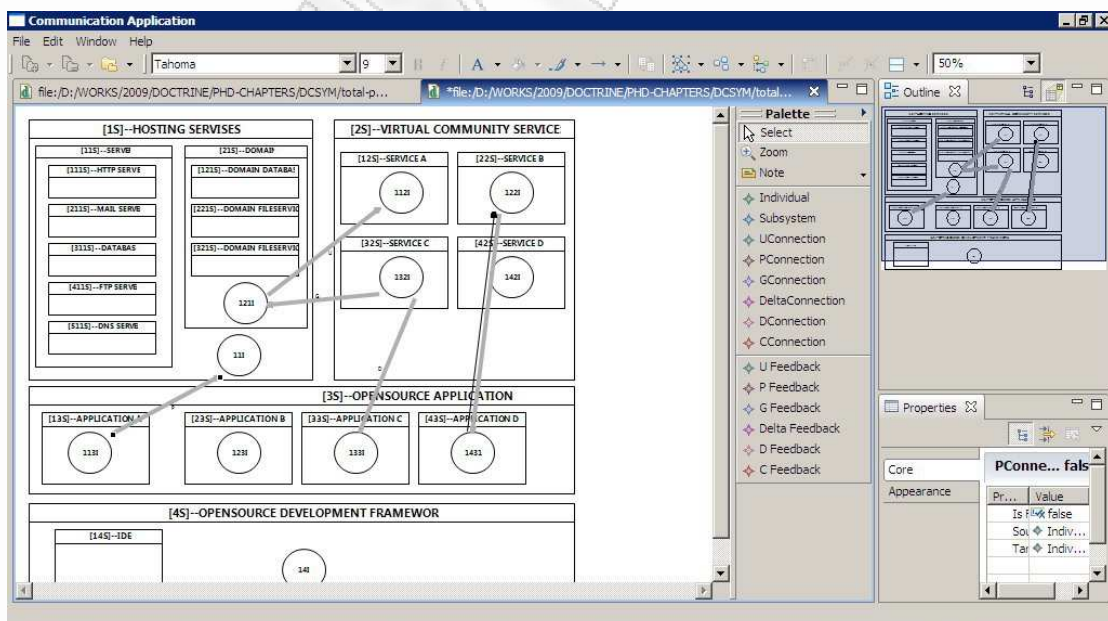 Communication Application
File Edit Window Help
Tahoma 9 A 50%
file:/D:/WORKS/2009/DOCTRINE/PHD-CHAPTERS/DCSYM/total-p...
*file:/D:/WORKS/2009/DOCTRINE/PHD-CHAPTERS/DCSYM/total...
[1S]--HOSTING SERVISES
[11S]--SERVE
[111S]--HTTP SERVE
[211S]--MAIL SERVE
[311S]--DATABAS
[411S]--FTP SERVE
[511S]--DNS SERVE
[21S]--DOMAIN
[121S]--DOMAIN DATABA
[221S]--DOMAIN FILESERVIC
[321S]--DOMAIN FILESERVIC
121I
11I
[2S]--VIRTUAL COMMUNITY SERVICE
[12S]--SERVICE A
112I
[22S]--SERVICE B
122I
[32S]--SERVICE C
132I
[42S]--SERVICE D
142I
G
G
D
[3S]--OPENSOURCE APPLICATION
[13S]--APPLICATION
113I
[23S]--APPLICATION B
123I
[33S]--APPLICATION C
133I
[43S]--APPLICATION D
143I
[4S]--OPENSOURCE DEVELOPMENT FRAMEWOR
[14S]--IDE
14I
Palette
Select
Zoom
Note
Individual
Subsystem
UConnection
PConnection
GConnection
DeltaConnection
DConnection
CConnection
U Feedback
P Feedback
G Feedback
Delta Feedback
D Feedback
C Feedback
Outline
Properties
Core
Appearance
PConne... fals
Pr... Value
Is false
Indiv...
Tar Indiv...